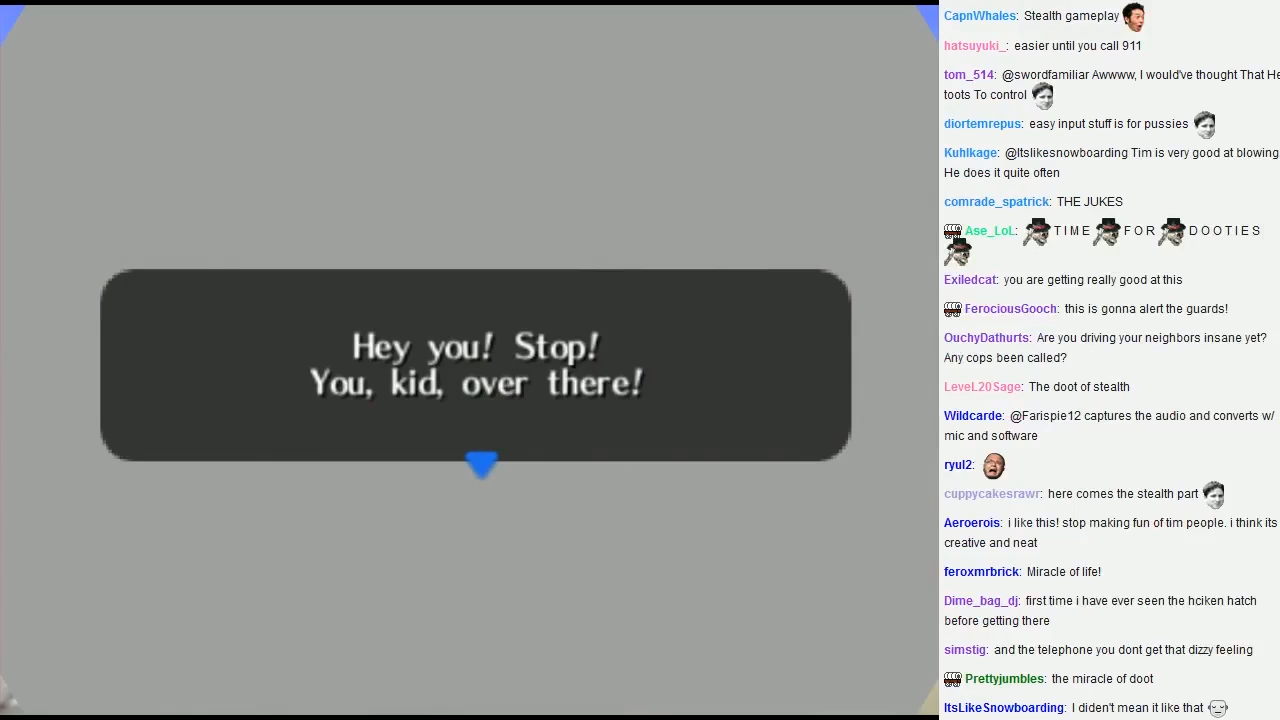 Hey you! Stop!
You, kid, over there!
CapnWhales: Stealth gameplay
hatsuyuki_: easier until you call 911
tom_514: @swordfamiliar Awwww, I would've thought That He
toots To control
diortemrepus: easy input stuff is for pussies
Kuhlkage: @Itslikesnowboarding Tim is very good at blowing.
He does it quite often
comrade_spatrick: THE JUKES
Ase_LoL: T I M E F O R D O O T I E S
Exiledcat: you are getting really good at this
FerociousGooch: this is gonna alert the guards!
OuchyDathurts: Are you driving your neighbors insane yet?
Any cops been called?
LeveL20Sage: The doot of stealth
Wildcarde: @Farispie12 captures the audio and converts w/
mic and software
ryul2:
cuppycakesrawr: here comes the stealth part
Aeroerois: i like this! stop making fun of tim people. i think its
creative and neat
feroxmrbrick: Miracle of life!
Dime_bag_dj: first time i have ever seen the hciken hatch
before getting there
simstig: and the telephone you dont get that dizzy feeling
Prettyjumbles: the miracle of doot
ItsLikeSnowboarding: I diden't mean it like that